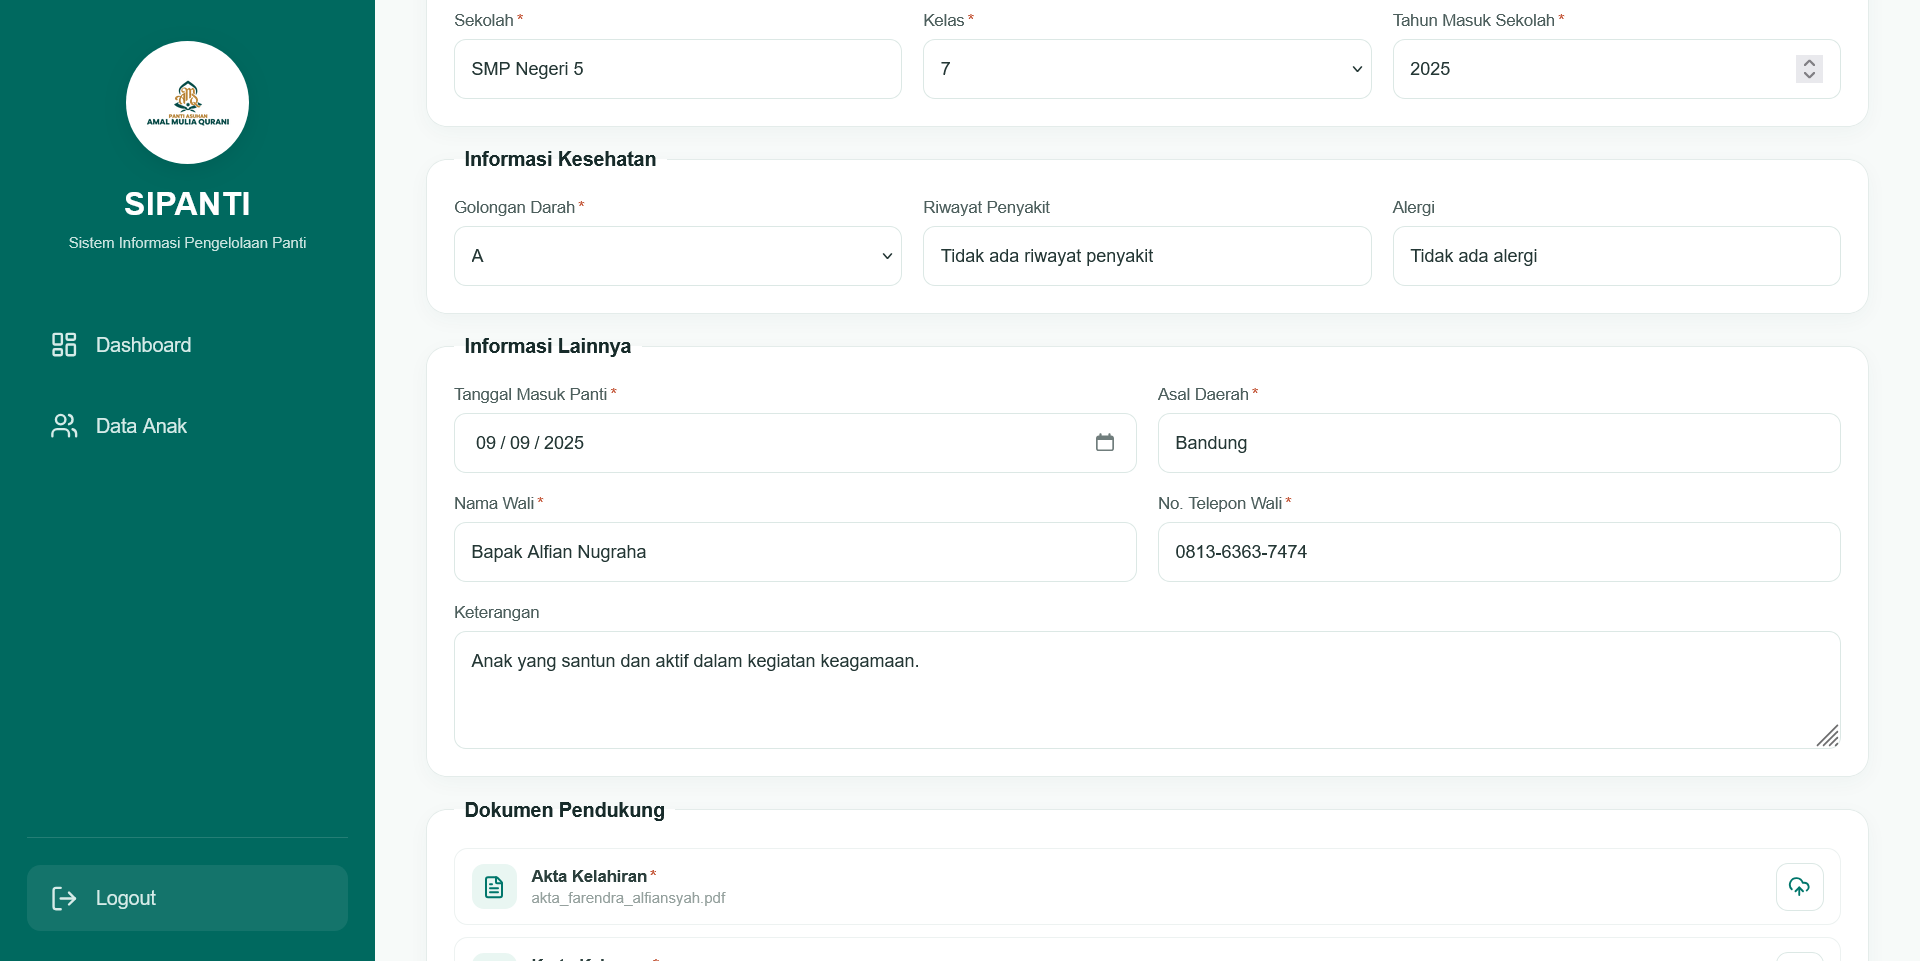 PANTI ASUHAN
AMAL MULIA QURANI
SIPANTI
Sistem Informasi Pengelolaan Panti
Dashboard
Data Anak
Logout
Sekolah * Kelas * Tahun Masuk Sekolah *
SMP Negeri 5 7 2025
Informasi Kesehatan
Golongan Darah * Riwayat Penyakit Alergi
A Tidak ada riwayat penyakit Tidak ada alergi
Informasi Lainnya
Tanggal Masuk Panti * Asal Daerah *
09 / 09 / 2025 Bandung
Nama Wali * No. Telepon Wali *
Bapak Alfian Nugraha 0813-6363-7474
Keterangan
Anak yang santun dan aktif dalam kegiatan keagamaan.
Dokumen Pendukung
Akta Kelahiran *
akta_farendra_alfiansyah.pdf